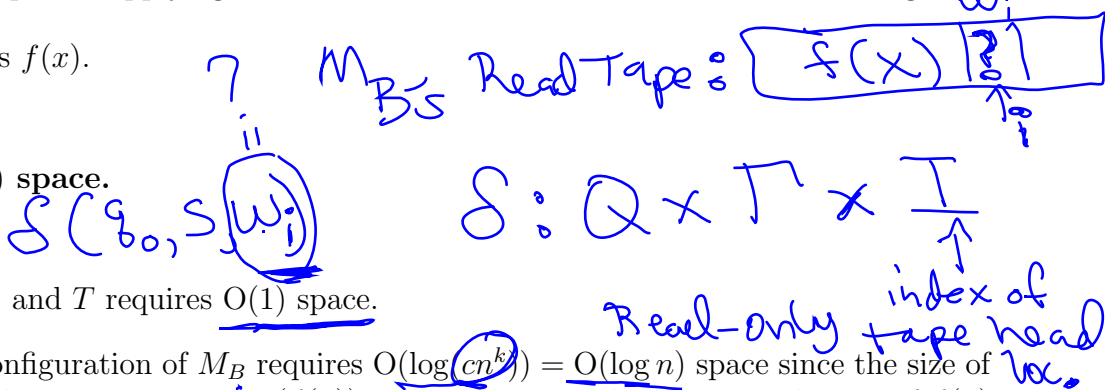 s f(x).
? M_B's Read Tape: f(x) ?
w_i
q
) space.
δ(q_0, S, w_i) δ: Q × Γ × T
and T requires O(1) space.
Read-only index of tape head loc.
onfiguration of M_B requires O(log(cn^k)) = O(log n) space since the size of